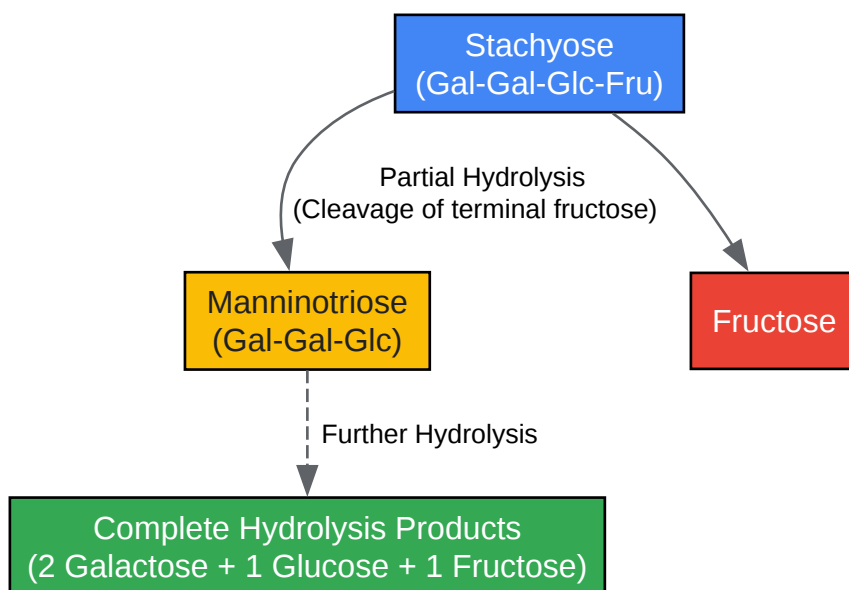 Stachyose
(Gal-Gal-Glc-Fru)
Partial Hydrolysis
(Cleavage of terminal fructose)
Manninotriose
(Gal-Gal-Glc)
Fructose
Further Hydrolysis
Complete Hydrolysis Products
(2 Galactose + 1 Glucose + 1 Fructose)